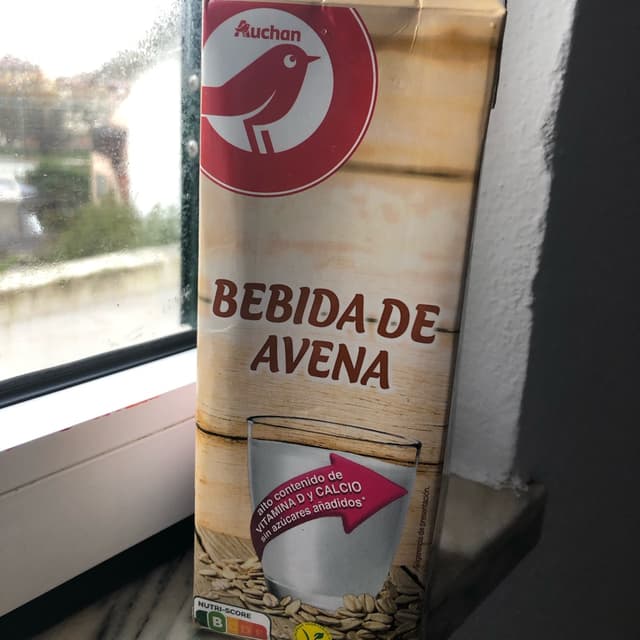 Auchan
BEBIDA DE
AVENA
alto contenido de
VITAMINA D y CALCIO
sin azúcares añadidos*
NUTRI-SCORE
B